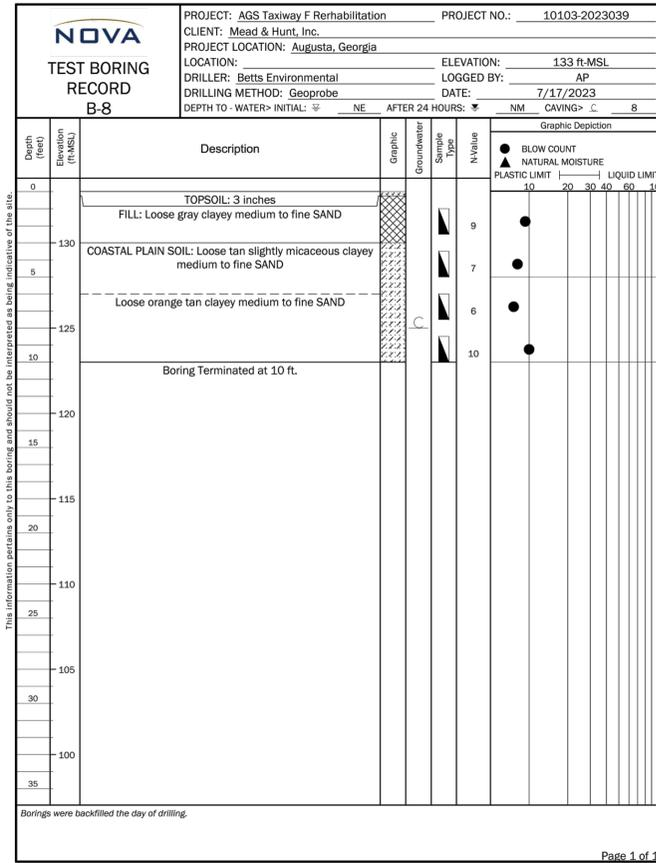 NOVA
TEST BORING
RECORD
B-8
PROJECT: AGS Taxiway F Rerhabilitation PROJECT NO.: 10103-2023039
CLIENT: Mead & Hunt, Inc.
PROJECT LOCATION: Augusta, Georgia
LOCATION: ELEVATION: 133 ft-MSL
DRILLER: Betts Environmental LOGGED BY: AP
DRILLING METHOD: Geoprobe DATE: 7/17/2023
DEPTH TO - WATER> INITIAL: NE AFTER 24 HOURS: NM CAVING> C 8
Depth (feet)
Elevation (ft-MSL)
Description
Graphic
Groundwater
Sample Type
N-Value
Graphic Depiction
BLOW COUNT
NATURAL MOISTURE
PLASTIC LIMIT LIQUID LIMIT
10 20 30 40 60
0
TOPSOIL: 3 inches
FILL: Loose gray clayey medium to fine SAND
9
130
COASTAL PLAIN SOIL: Loose tan slightly micaceous clayey
medium to fine SAND
7
5
Loose orange tan clayey medium to fine SAND
6
125
C
10
10
Boring Terminated at 10 ft.
120
15
115
20
110
25
105
30
100
35
Borings were backfilled the day of drilling.
Page 1 of 1
This information pertains only to this boring and should not be interpreted as being indicative of the site.